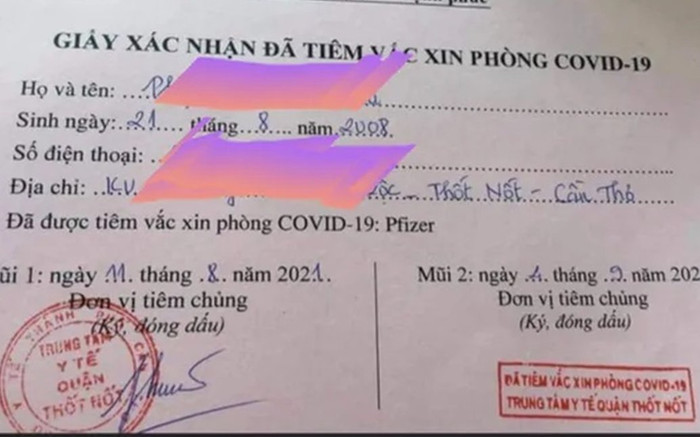 GIẤY XÁC NHẬN ĐÃ TIÊM VẮC XIN PHÒNG COVID-19
Họ và tên:
Sinh ngày: 21 tháng 8 năm 2008.
Số điện thoại:
Địa chỉ: KV. ộc - Thốt Nốt - Cần Thơ
Đã được tiêm vắc xin phòng COVID-19: Pfizer
Mũi 1: ngày 11. tháng .8. năm 2021.
Đơn vị tiêm chủng
(Ký, đóng dấu)
TRUNG TÂM
Y TẾ
QUẬN
THỐT NỐT
Mũi 2: ngày .4. tháng .9. năm 202
Đơn vị tiêm chủng
(Ký, đóng dấu)
ĐÃ TIÊM VẮC XIN PHÒNG COVID-19
TRUNG TÂM Y TẾ QUẬN THỐT NỐT